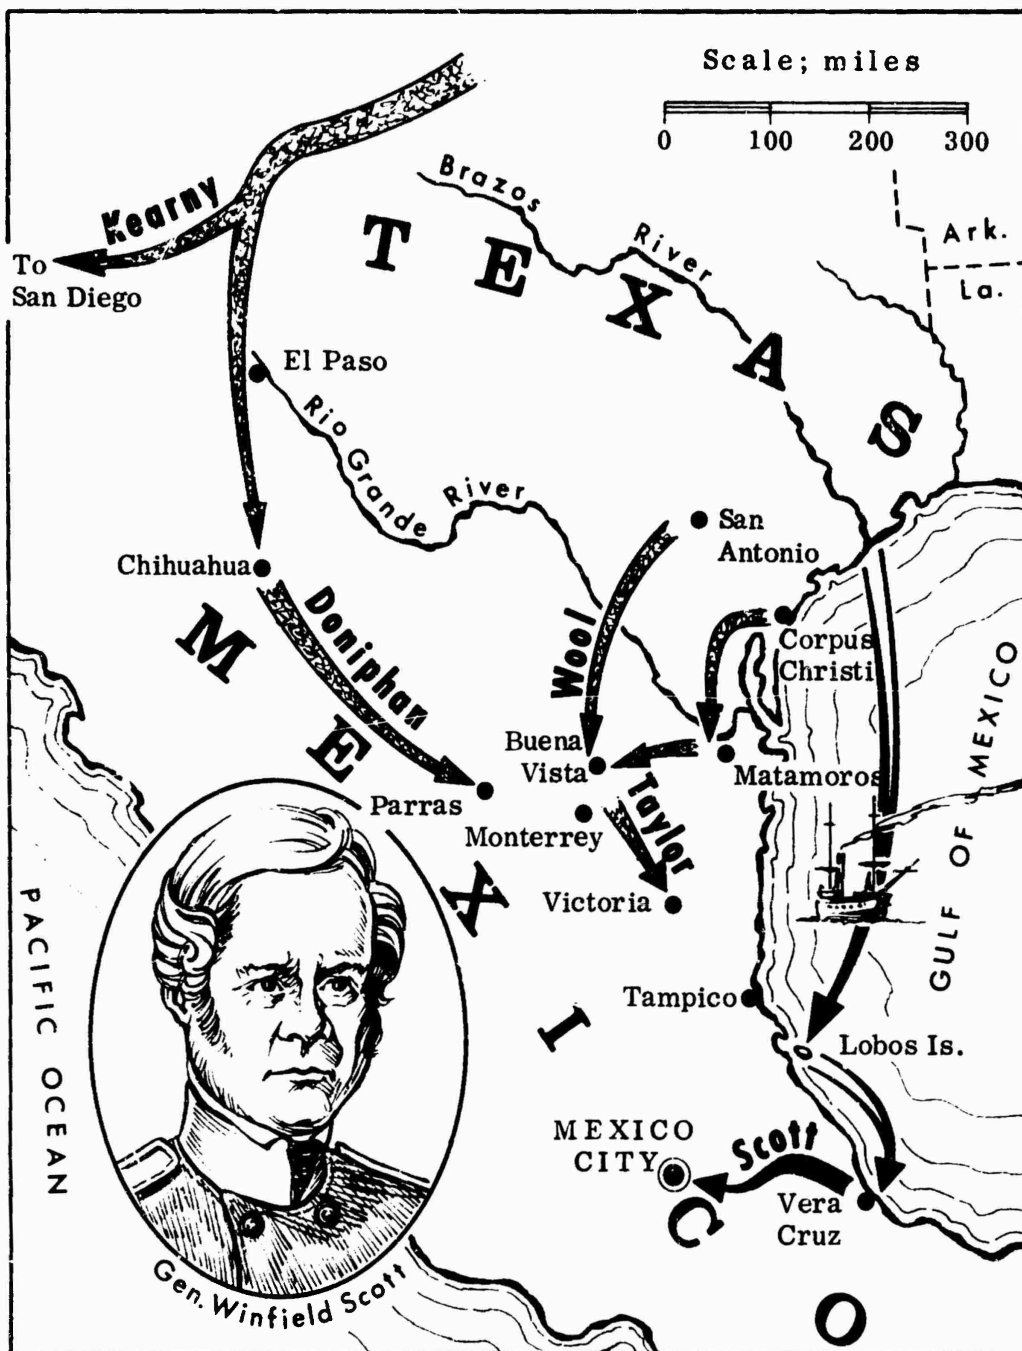 Scale; miles
0 100 200 300
Brazos River
Kearny
TEXAS
Ark.
La.
To
San Diego
El Paso
Rio Grande River
San
Antonio
Chihuahua
Doniphan
Wool
Corpus
Christi
MEXICO
GULF OF MEXICO
Buena
Vista
Matamoros
Parras
Monterrey
Taylor
Victoria
PACIFIC OCEAN
Tampico
Lobos Is.
MEXICO
CITY
Scott
Vera
Cruz
Gen. Winfield Scott